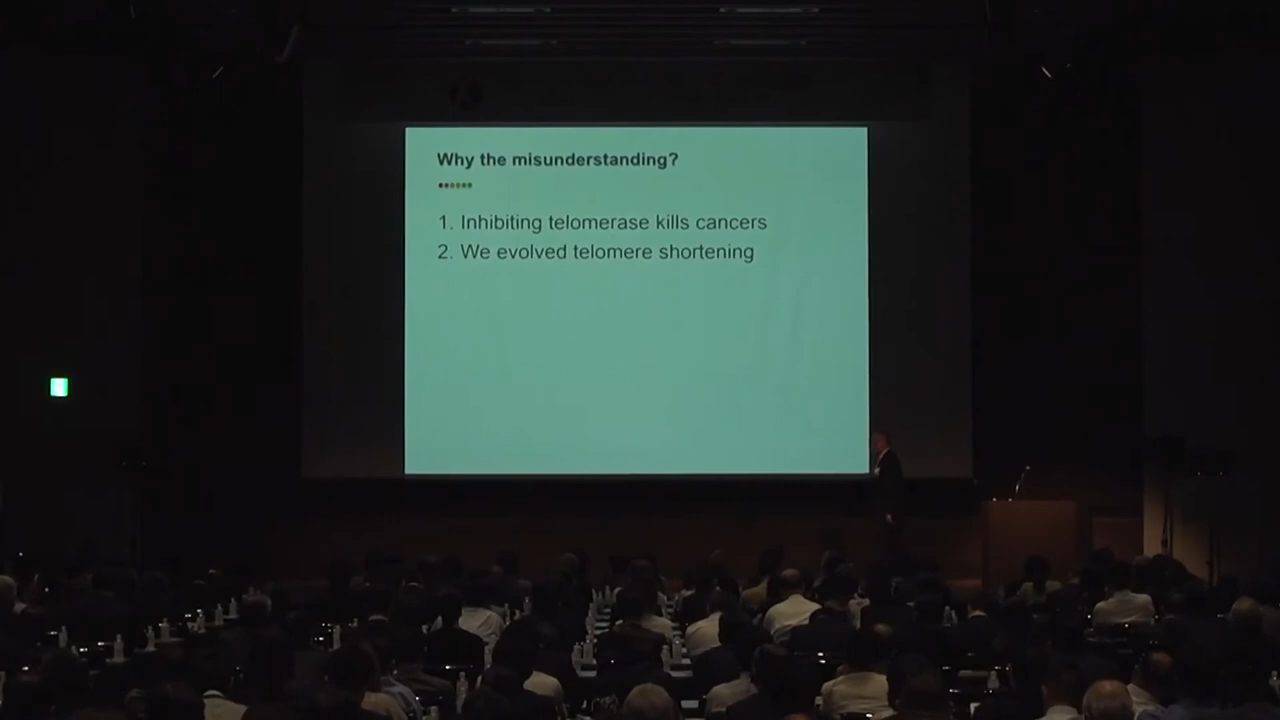 Why the misunderstanding?
1. Inhibiting telomerase kills cancers
2. We evolved telomere shortening